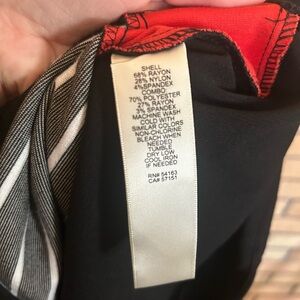 SHELL
68% RAYON
28% NYLON
4%SPANDEX
COMBO
70% POLYESTER
27% RAYON
3% SPANDEX
MACHINE WASH
COLD WITH
SIMILAR COLORS
NON-CHLORINE
BLEACH WHEN
NEEDED
TUMBLE
DRY LOW
COOL IRON
IF NEEDED
RN# 54163
CA# 57151